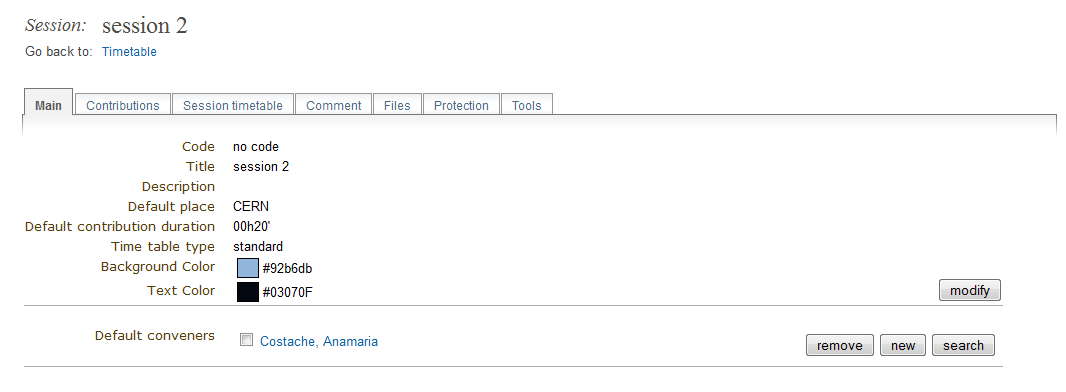 Session: session 2
Go back to: Timetable
Main Contributions Session timetable Comment Files Protection Tools
Code no code
Title session 2
Description
Default place CERN
Default contribution duration 00h20'
Time table type standard
Background Color #92b6db
Text Color #03070F modify
Default conveners Costache, Anamaria remove new search